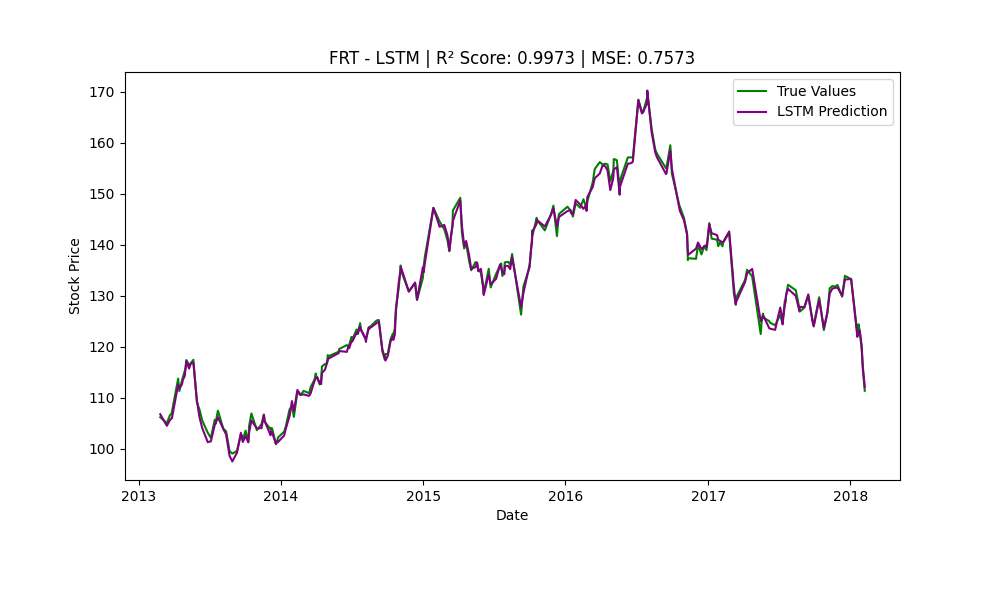 FRT - LSTM | R² Score: 0.9973 | MSE: 0.7573
True Values
LSTM Prediction
Stock Price
170
160
150
140
130
120
110
100
2013 2014 2015 2016 2017 2018
Date